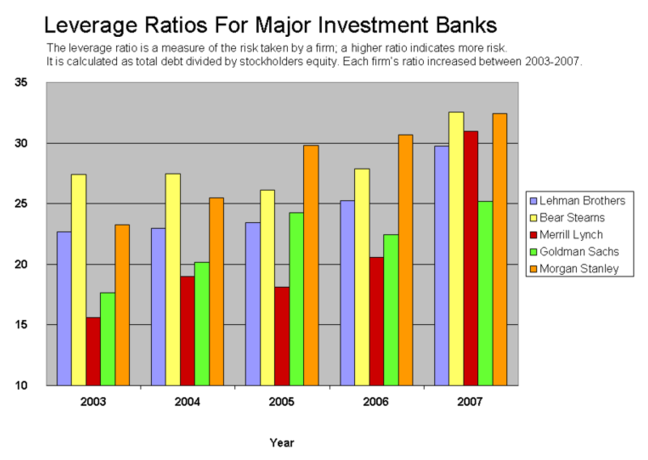 Leverage Ratios For Major Investment Banks
The leverage ratio is a measure of the risk taken by a firm; a higher ratio indicates more risk.
It is calculated as total debt divided by stockholders equity. Each firm's ratio increased between 2003-2007.
35
30
25
20
15
10
2003 2004 2005 2006 2007
Year
Lehman Brothers
Bear Stearns
Merrill Lynch
Goldman Sachs
Morgan Stanley